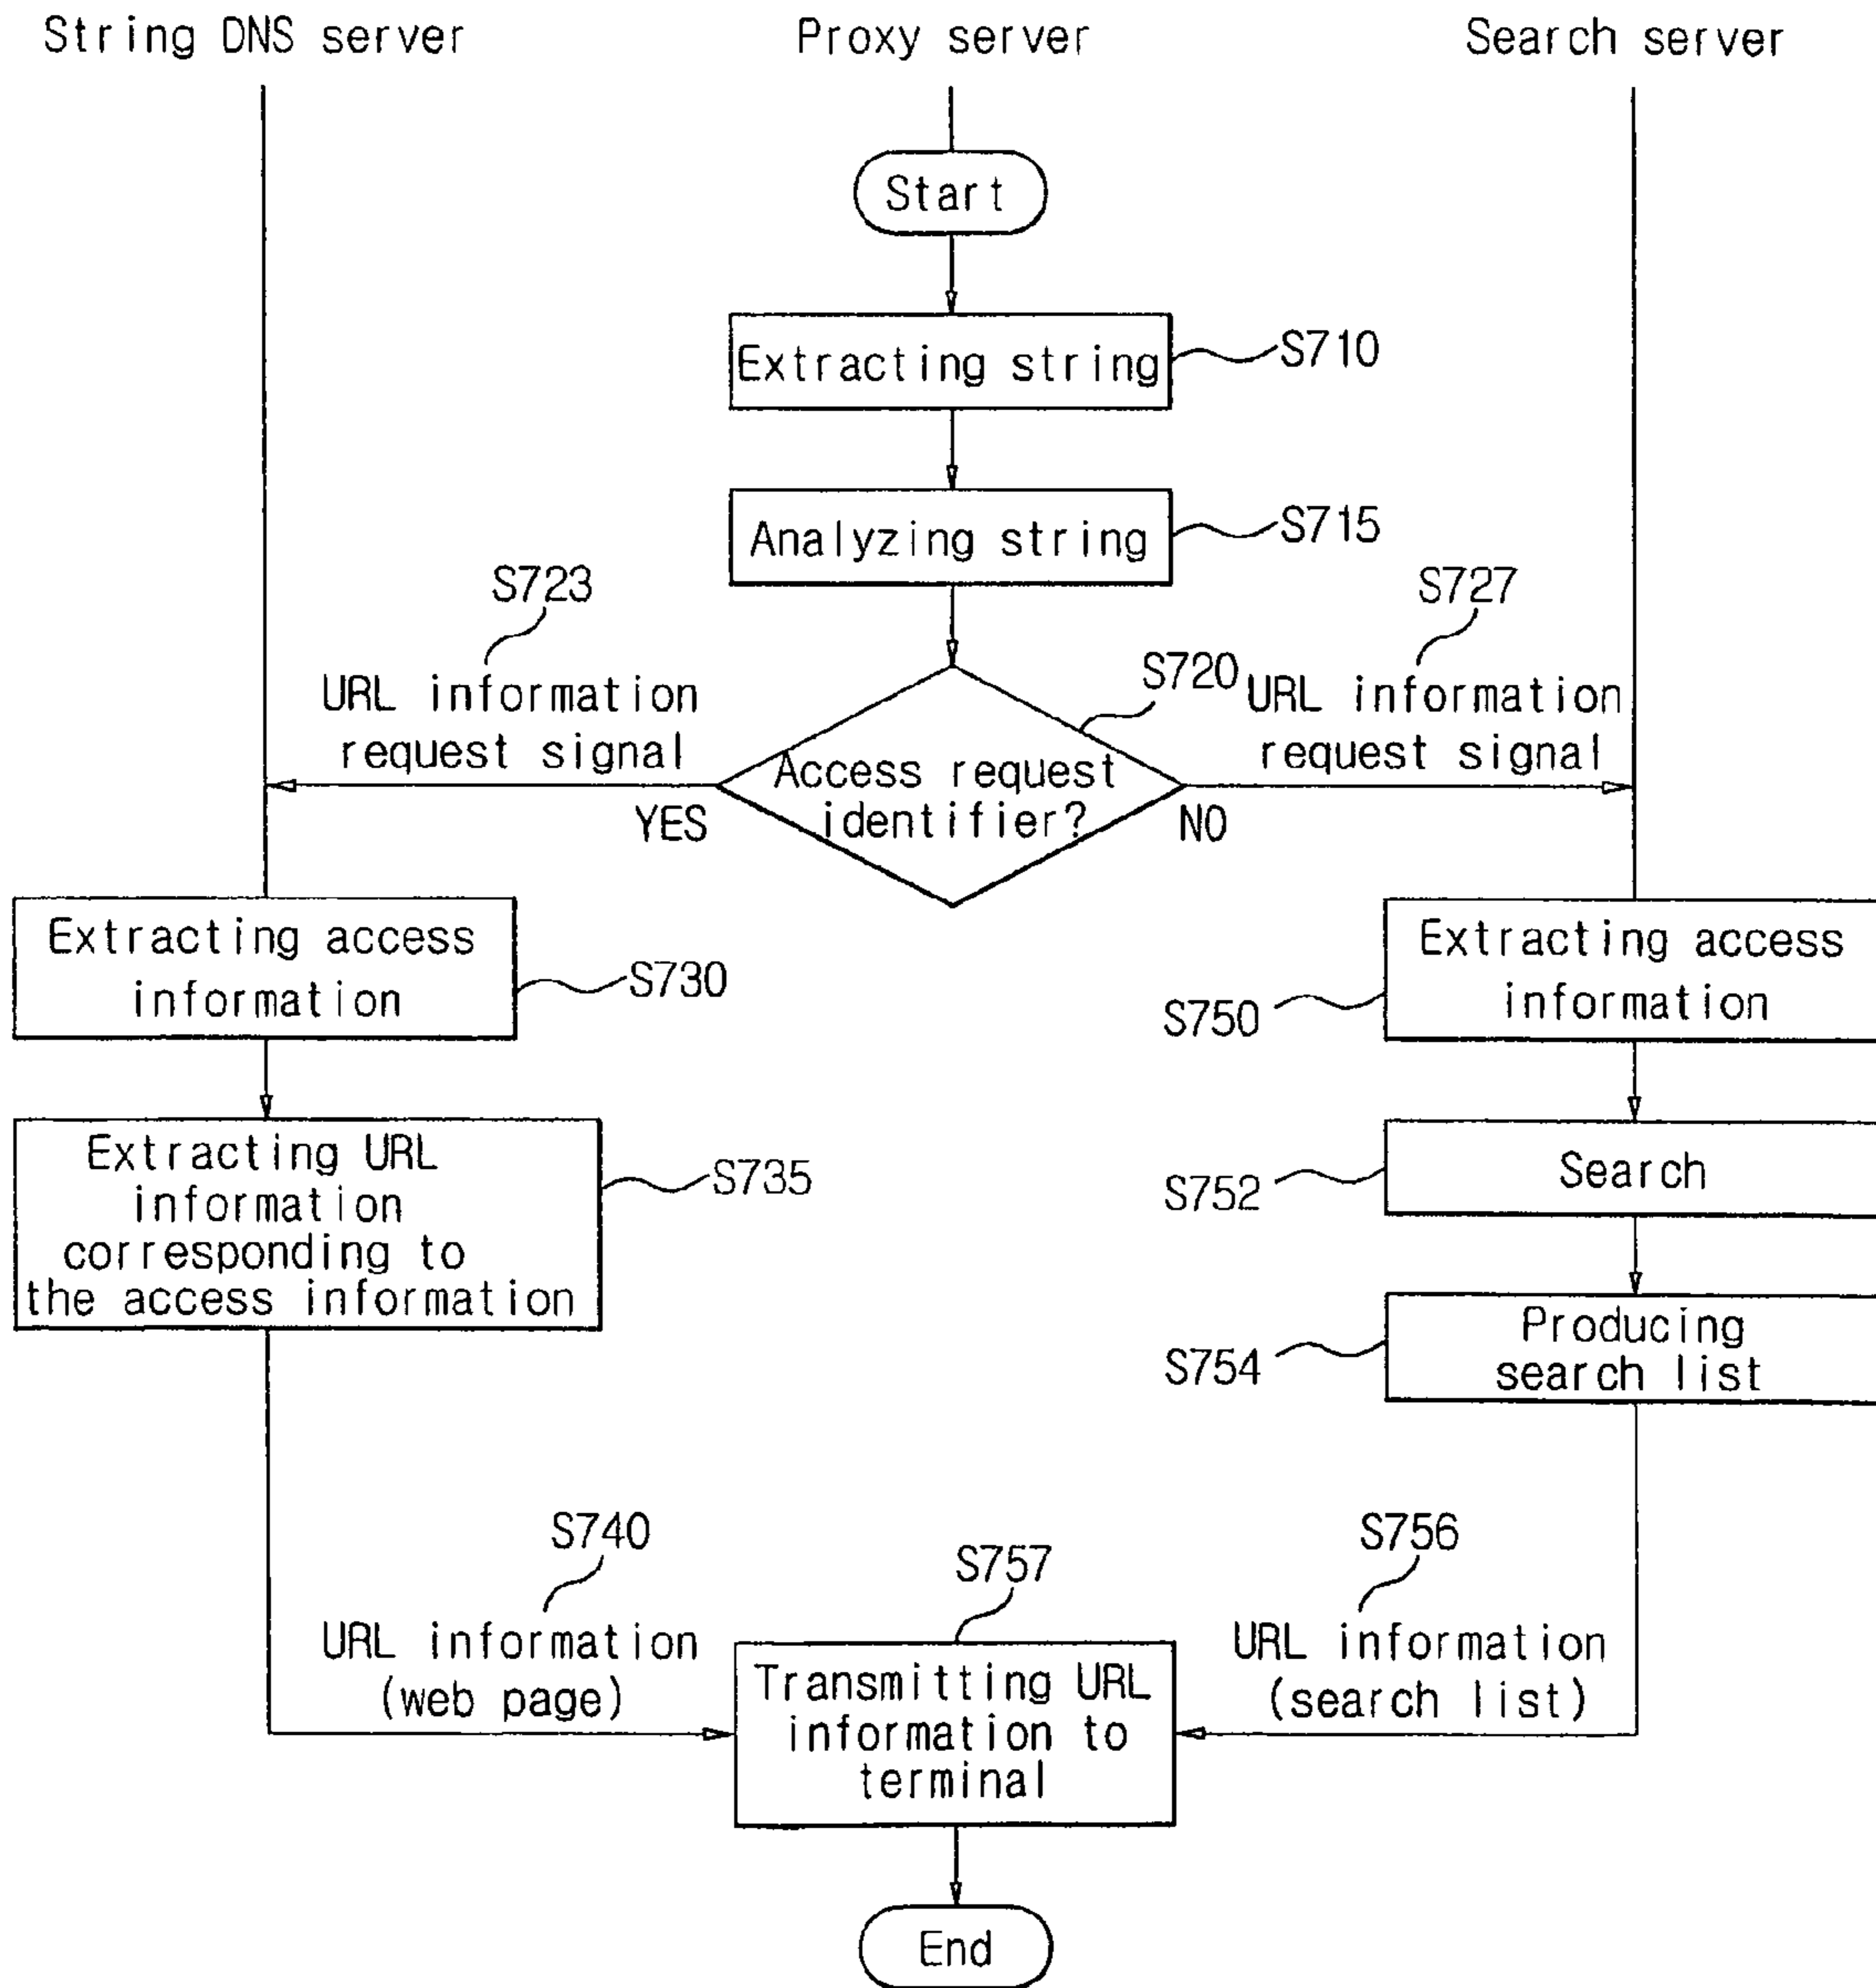 String DNS server
Proxy server
Search server
Start
Extracting string
S710
Analyzing string
S715
S723
URL information
request signal
S720
Access request
identifier?
YES
NO
S727
URL information
request signal
Extracting access
information
S730
Extracting access
information
S750
Extracting URL
information
corresponding to
the access information
S735
Search
S752
Producing
search list
S754
S740
URL information
(web page)
S757
Transmitting URL
information to
terminal
S756
URL information
(search list)
End